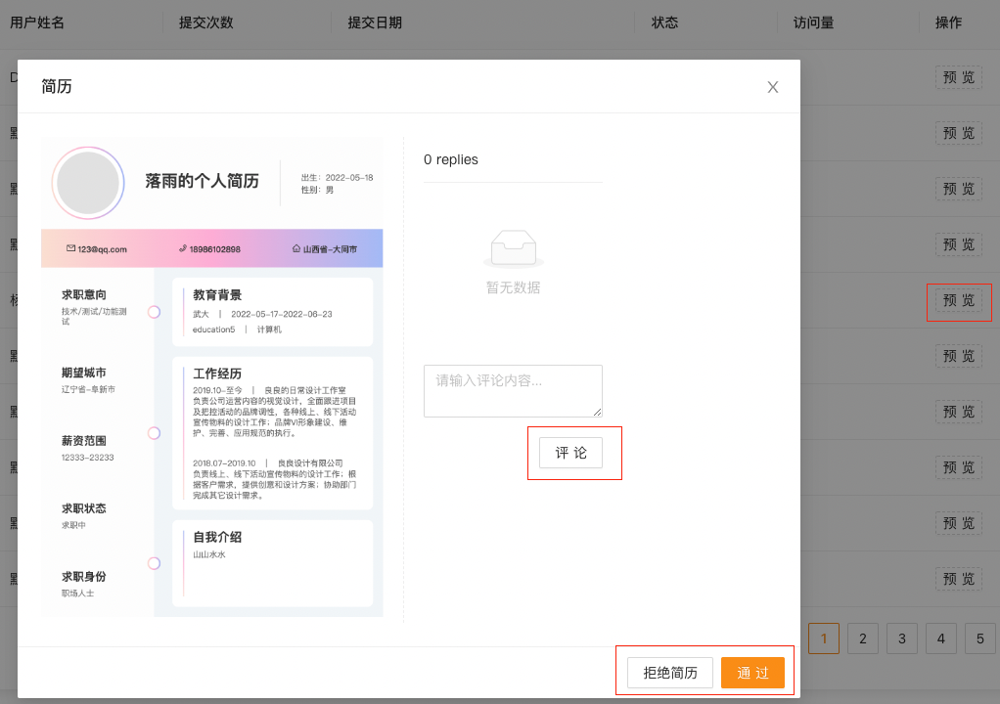 用户姓名 提交次数 提交日期 状态 访问量 操作
预 览
预 览
预 览
预 览
预 览
预 览
预 览
预 览
预 览
预 览
简历
X
落雨的个人简历
出生：2022-05-18
性别：男
123@qq.com 18986102898 山西省-大同市
求职意向
技术/测试/功能测
试
期望城市
辽宁省-阜新市
薪资范围
12333-23233
求职状态
求职中
求职身份
职场人士
教育背景
武大 | 2022-05-17-2022-06-23
education5 | 计算机
工作经历
2019.10-至今 | 良良的日常设计工作室
负责公司运营内容的视觉设计，全面跟进项目
及把控活动的品牌调性，各种线上、线下活动
宣传物料的设计工作；品牌VI形象建设、维
护、完善、应用规范的执行。
2018.07-2019.10 | 良良设计有限公司
负责线上、线下活动宣传物料的设计工作；根
据客户需求，提供创意和设计方案；协助部门
完成其它设计需求。
自我介绍
山山水水
0 replies
暂无数据
请输入评论内容...
评 论
拒绝简历 通 过
1 2 3 4 5